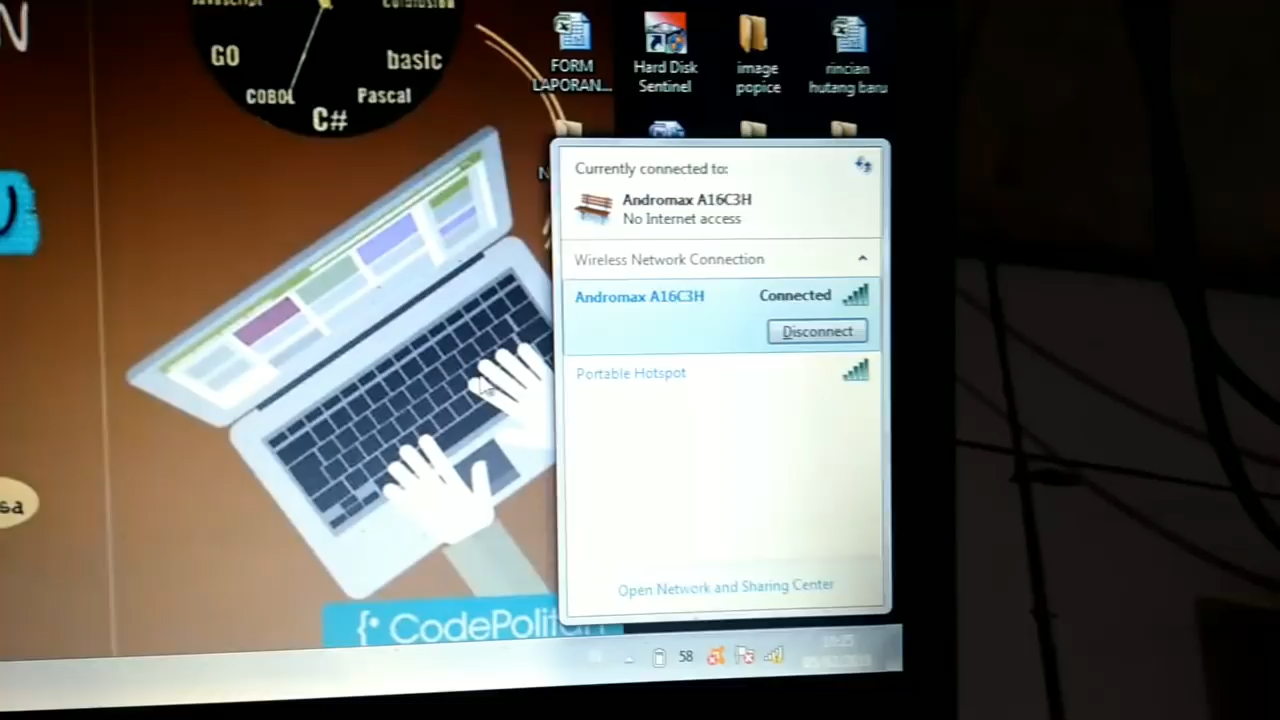 N
JavaScript
GO
basic
COBOL
Pascal
C#
FORM
LAPORAN...
Hard Disk
Sentinel
image
popice
rincian
hutang baru
Currently connected to:
Andromax A16C3H
No Internet access
Wireless Network Connection
Andromax A16C3H
Connected
Disconnect
Portable Hotspot
sa
Open Network and Sharing Center
{• CodePolitan
58